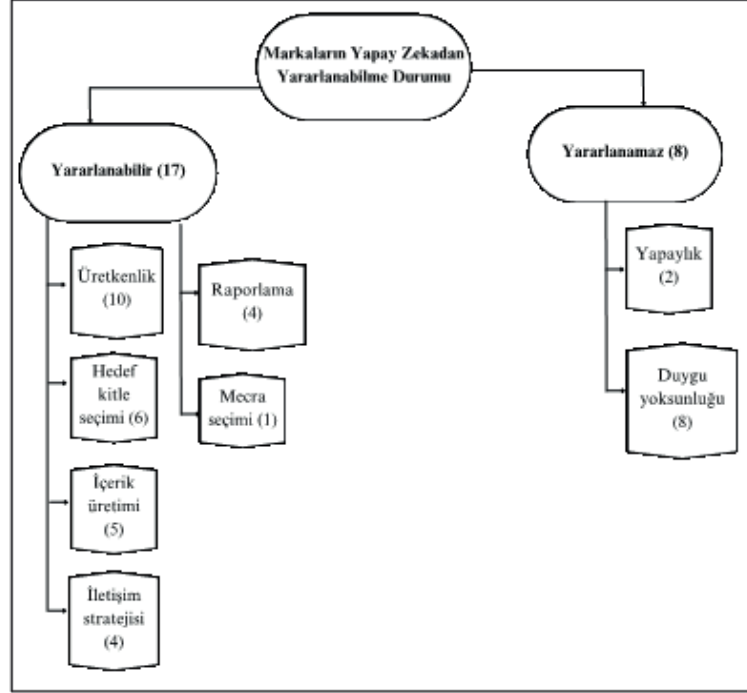 Markaların Yapay Zekadan
Yararlanabilme Durumu
Yararlanabilir (17)
Yararlanamaz (8)
Üretkenlik
(10)
Hedef
kitle
seçimi (6)
İçerik
üretimi
(5)
İletişim
stratejisi
(4)
Raporlama
(4)
Mecra
seçimi (1)
Yapaylık
(2)
Duygu
yoksunluğu
(8)